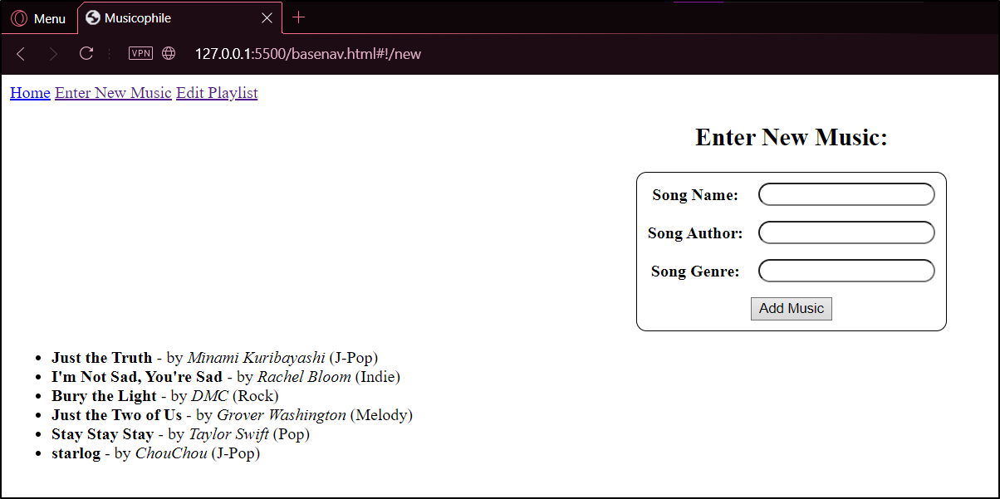 Menu Musicophile
VPN 127.0.0.1:5500/basenav.html#!/new
Home Enter New Music Edit Playlist
Enter New Music:
Song Name:
Song Author:
Song Genre:
Add Music
• Just the Truth - by Minami Kuribayashi (J-Pop)
• I'm Not Sad, You're Sad - by Rachel Bloom (Indie)
• Bury the Light - by DMC (Rock)
• Just the Two of Us - by Grover Washington (Melody)
• Stay Stay Stay - by Taylor Swift (Pop)
• starlog - by ChouChou (J-Pop)